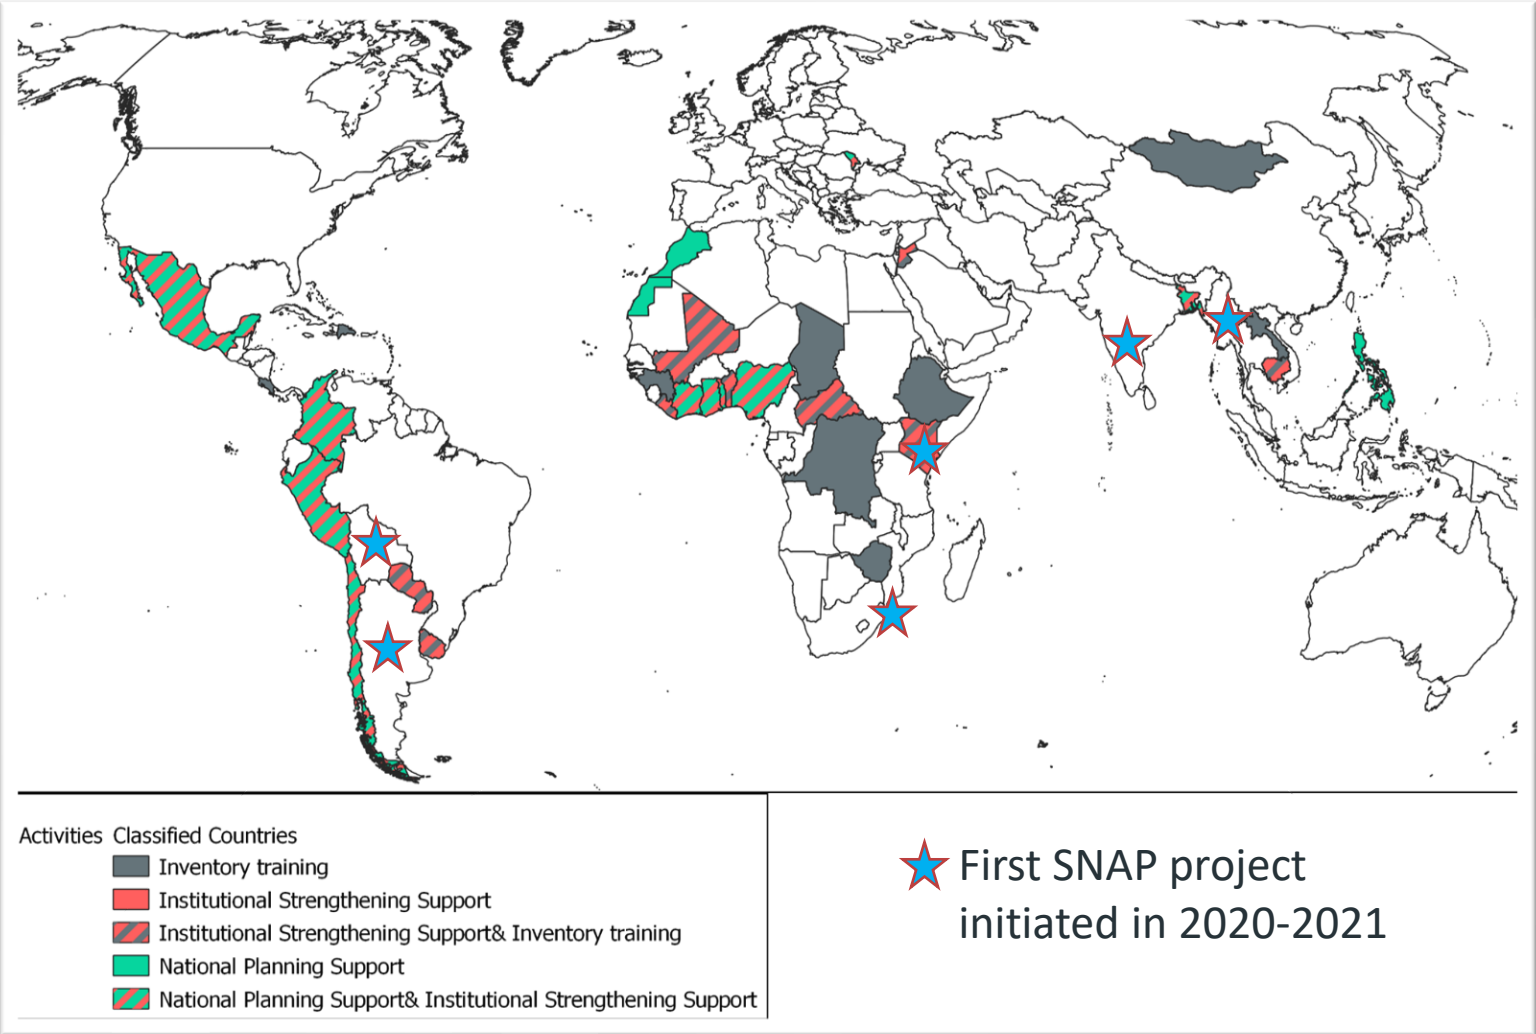 Activities Classified Countries
Inventory training
Institutional Strengthening Support
Institutional Strengthening Support& Inventory training
National Planning Support
National Planning Support& Institutional Strengthening Support
First SNAP project
initiated in 2020-2021